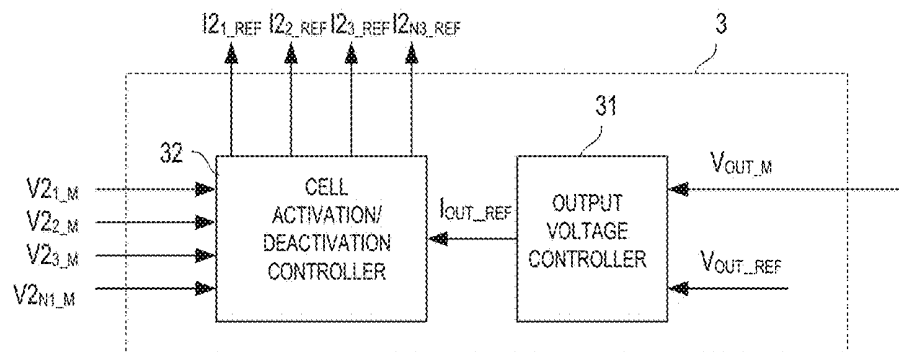 I2₁_REF I2₂_REF I2₃_REF I2N3_REF
3
31
32
V2₁_M
V2₂_M
V2₃_M
V2N1_M
CELL
ACTIVATION/
DEACTIVATION
CONTROLLER
IOUT_REF
OUTPUT
VOLTAGE
CONTROLLER
VOUT_M
VOUT_REF